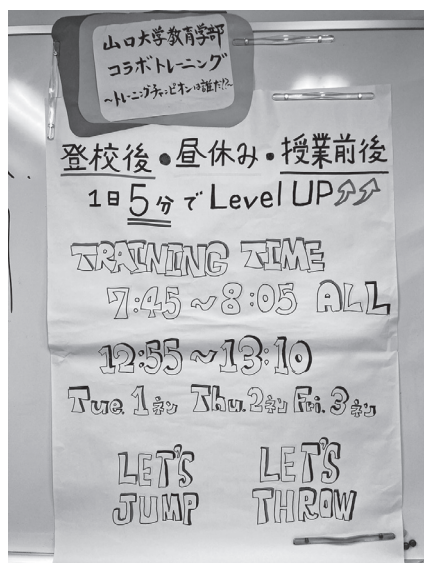 山口大学教育学部
コラボトレーニング
～トレーニングチャンピオンは誰だ!?～
登校後・昼休み・授業前後
1日5分でLevel UP⇧⇧
TRAINING TIME
7:45～8:05 ALL
12:55～13:10
Tue. 1ネン Thu. 2ネン Fri. 3ネン
LET'S JUMP
LET'S THROW